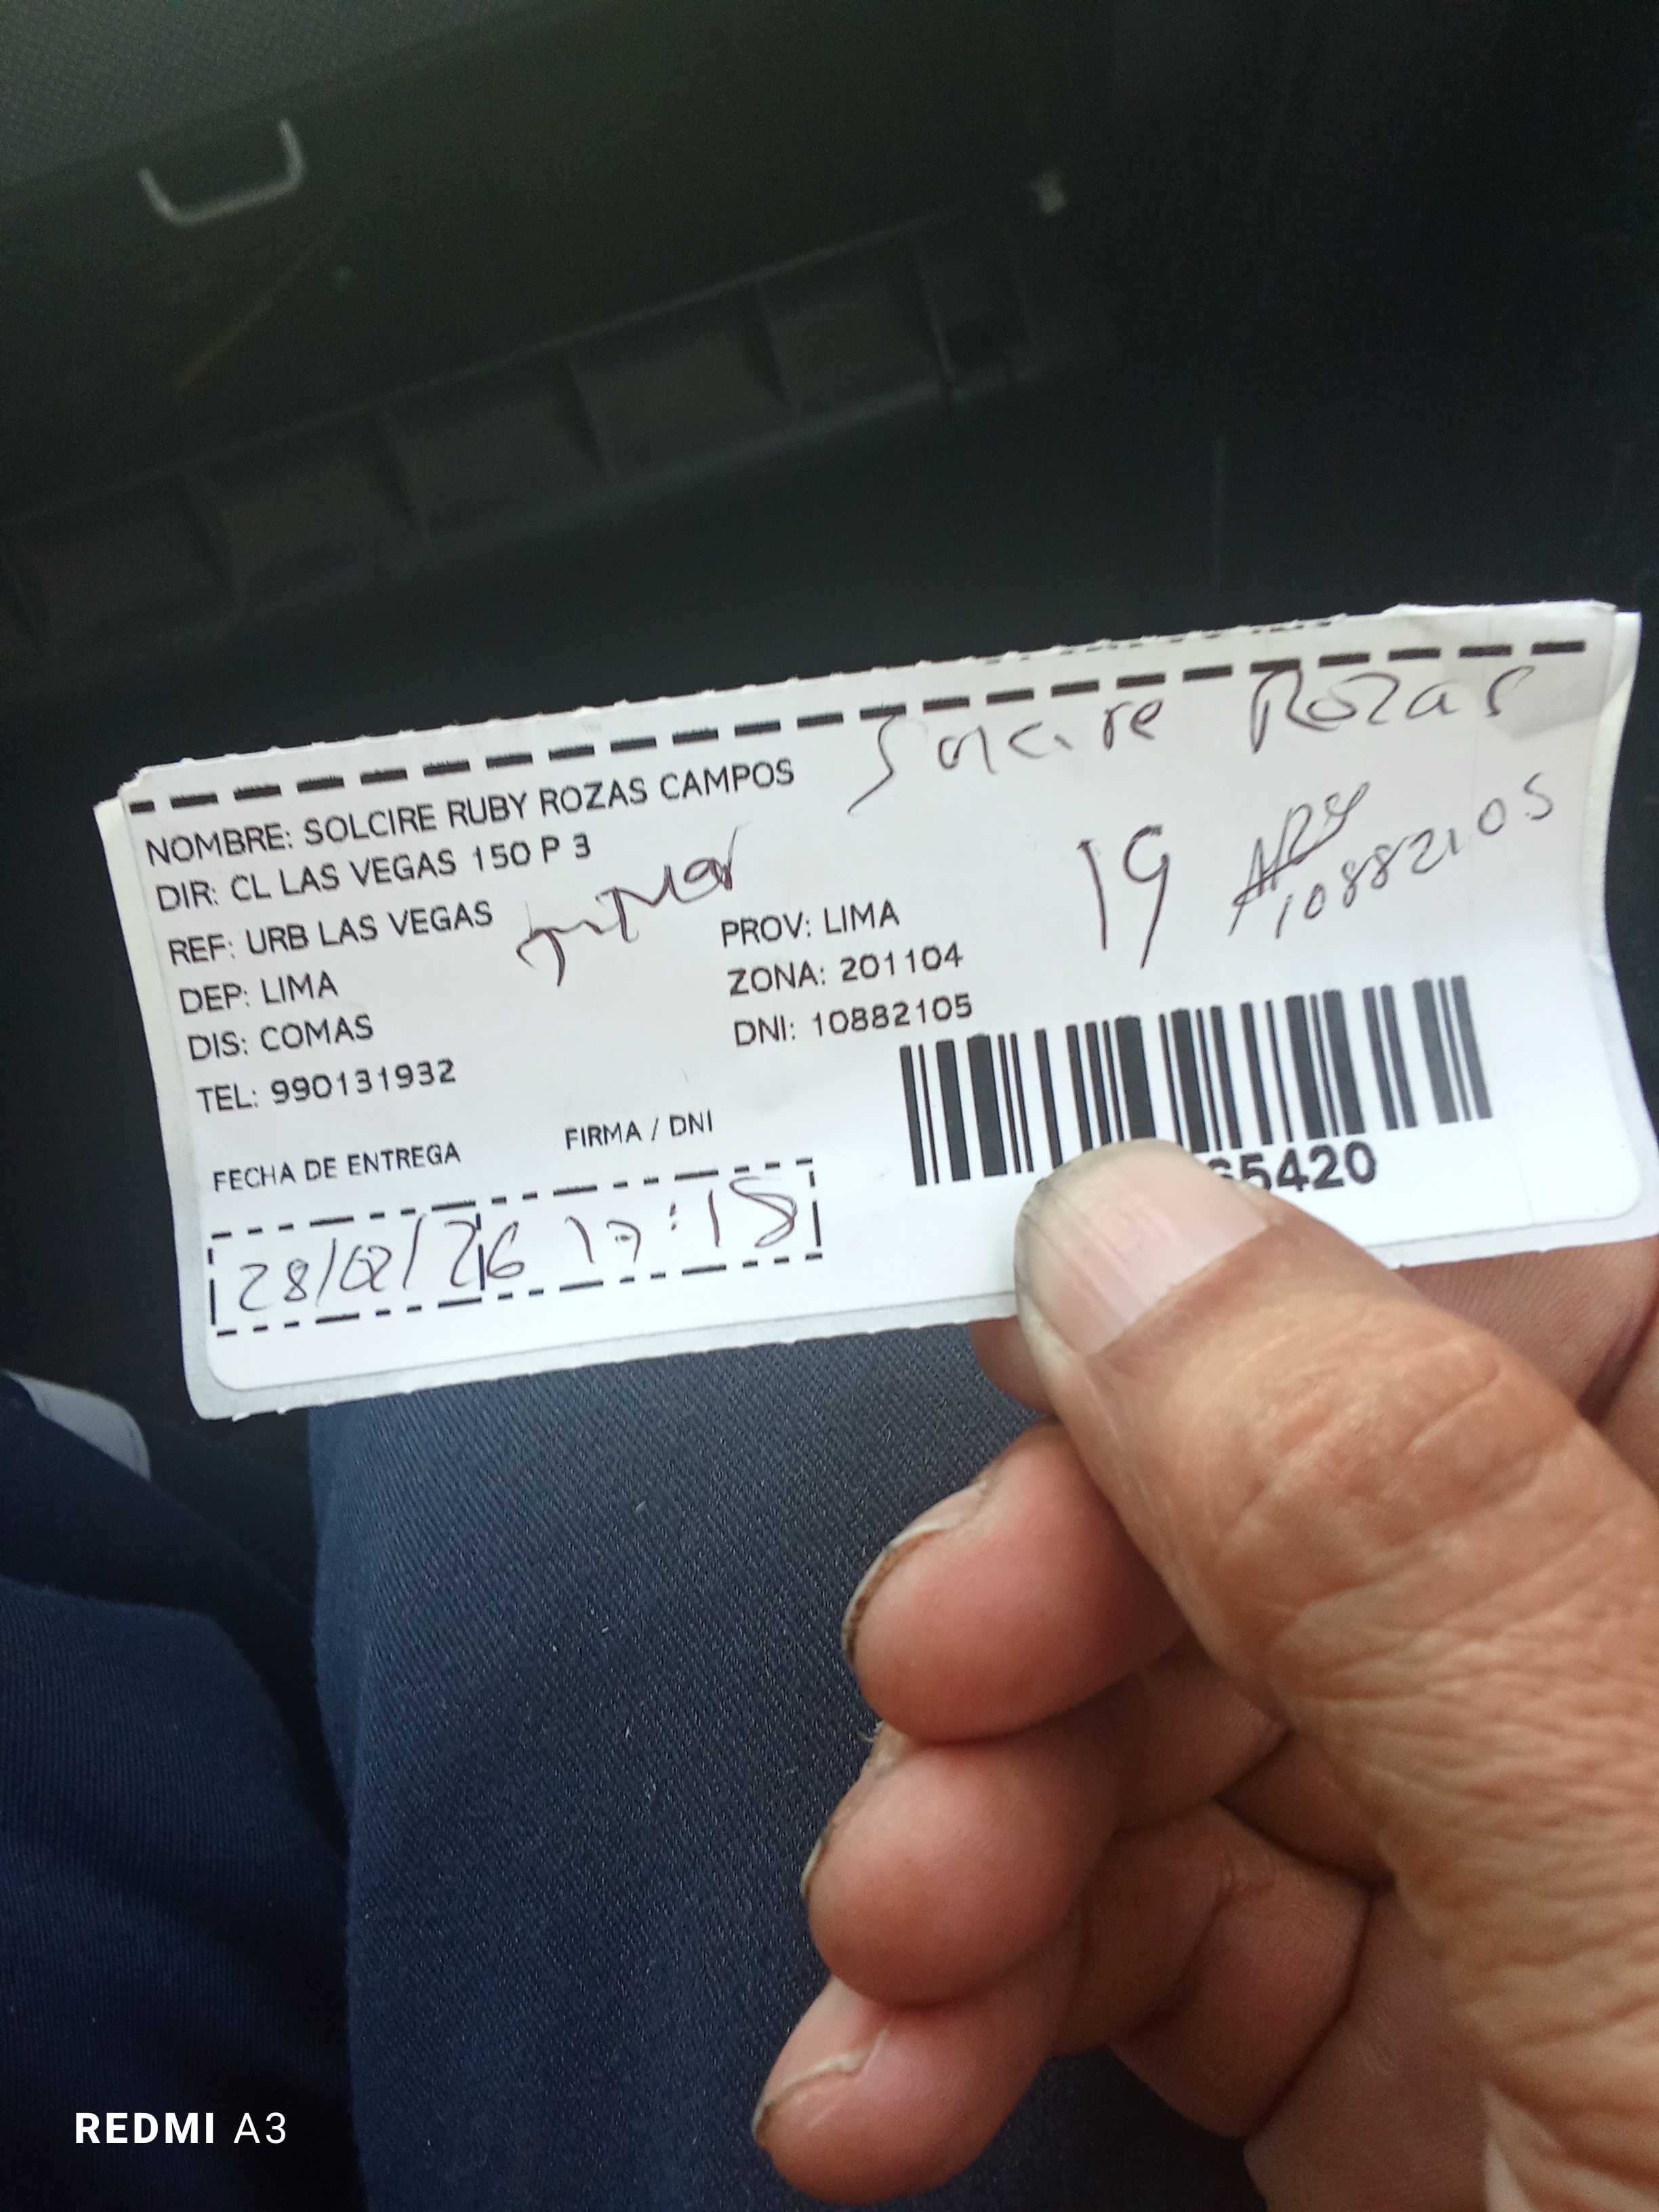 Solcire Rozas
NOMBRE: SOLCIRE RUBY ROZAS CAMPOS
DIR: CL LAS VEGAS 150 P 3
REF: URB LAS VEGAS
DEP: LIMA
PROV: LIMA
19
10882105
DIS: COMAS
ZONA: 201104
TEL: 990131932
DNI: 10882105
FECHA DE ENTREGA
FIRMA / DNI
65420
28/02/26 17:18
REDMI A3